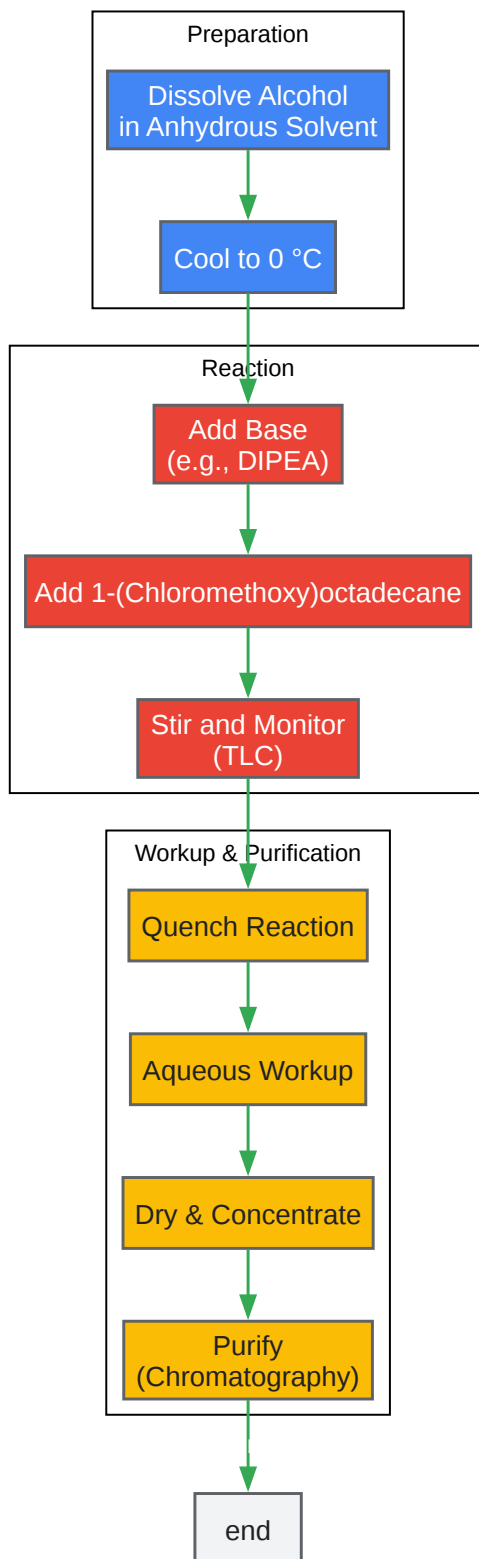 Preparation
Dissolve Alcohol
in Anhydrous Solvent
Cool to 0 °C
Reaction
Add Base
(e.g., DIPEA)
Add 1-(Chloromethoxy)octadecane
Stir and Monitor
(TLC)
Workup & Purification
Quench Reaction
Aqueous Workup
Dry & Concentrate
Purify
(Chromatography)
end